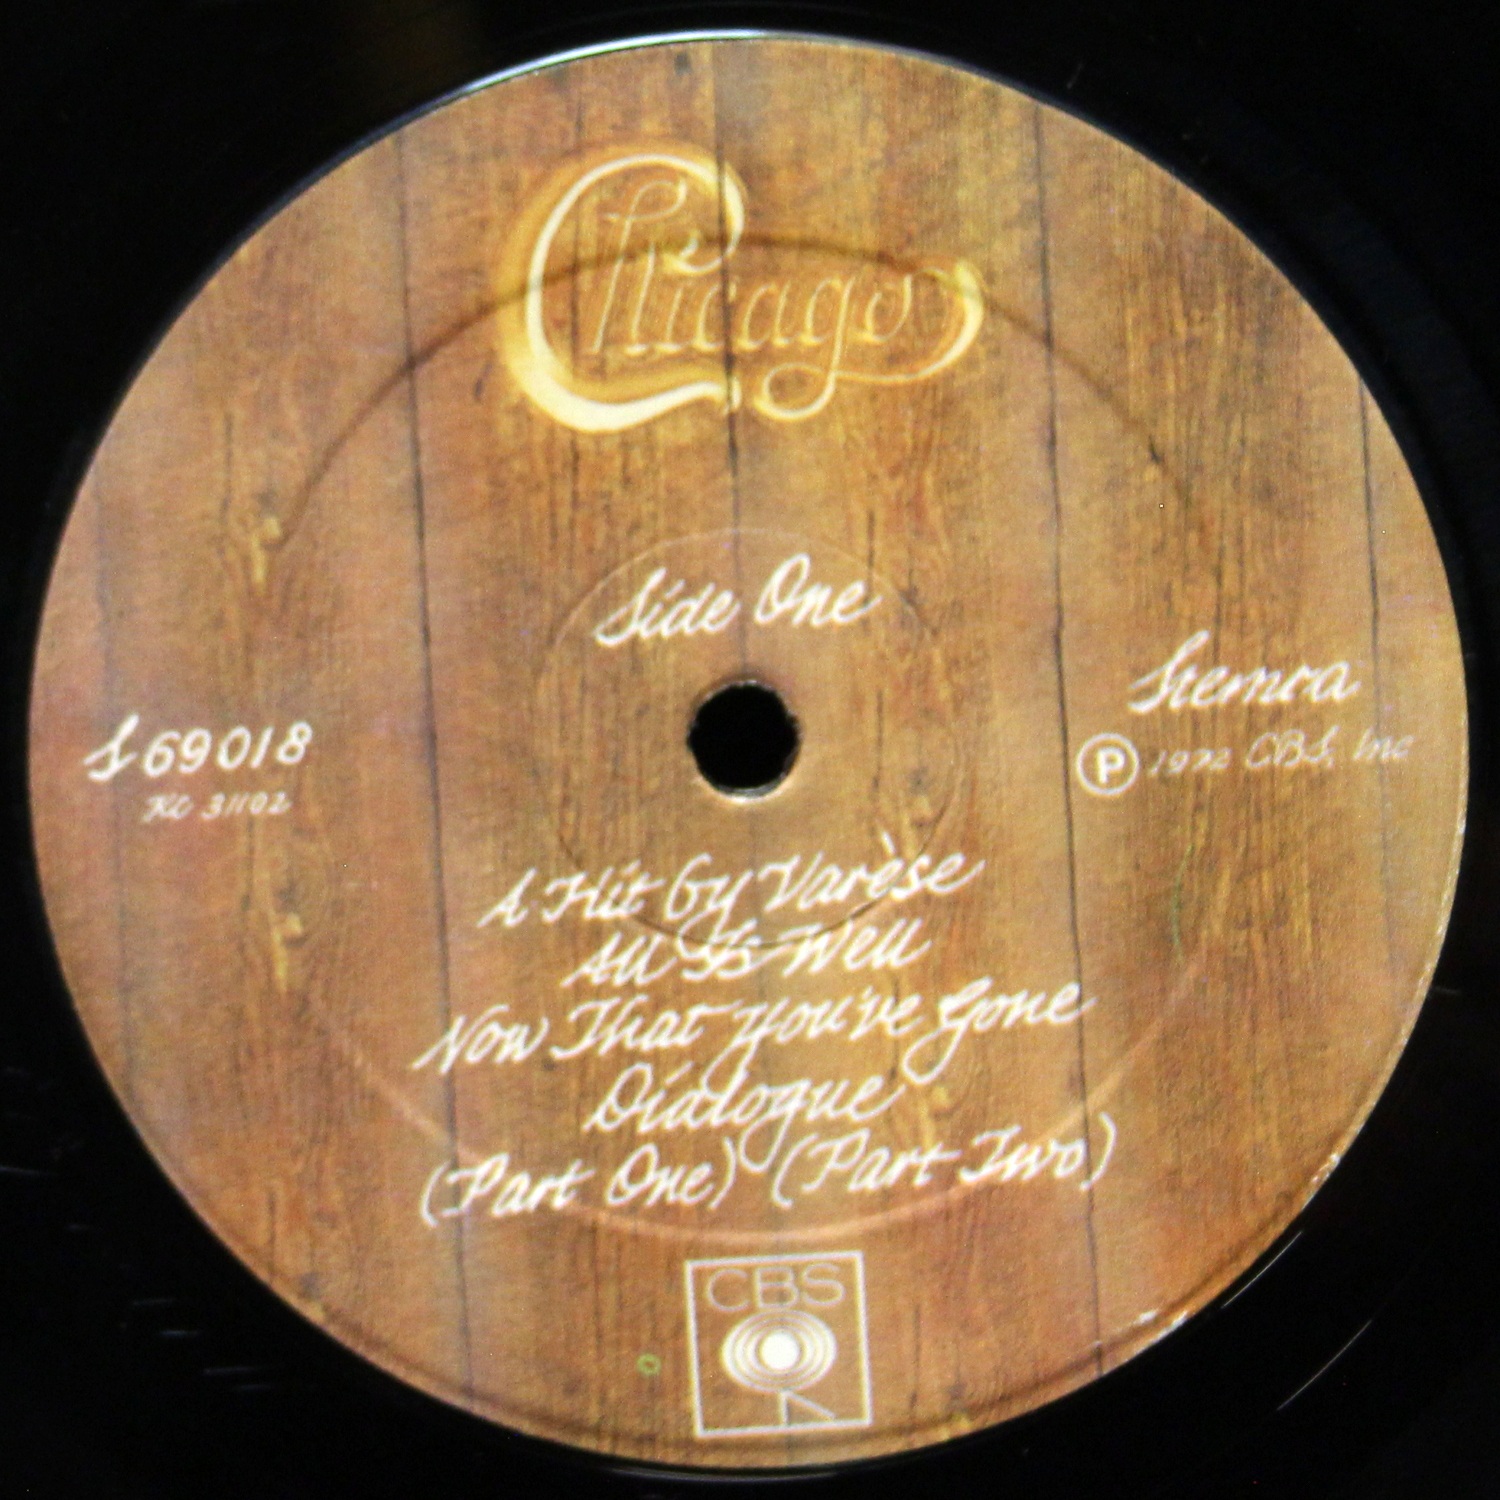 Chicago
Side One
S 69018
KC 31102
Stemra
Ⓟ 1972 CBS, Inc
A Hit by Varèse
All Is Well
Now That You've Gone
Dialogue
(Part One) (Part Two)
CBS